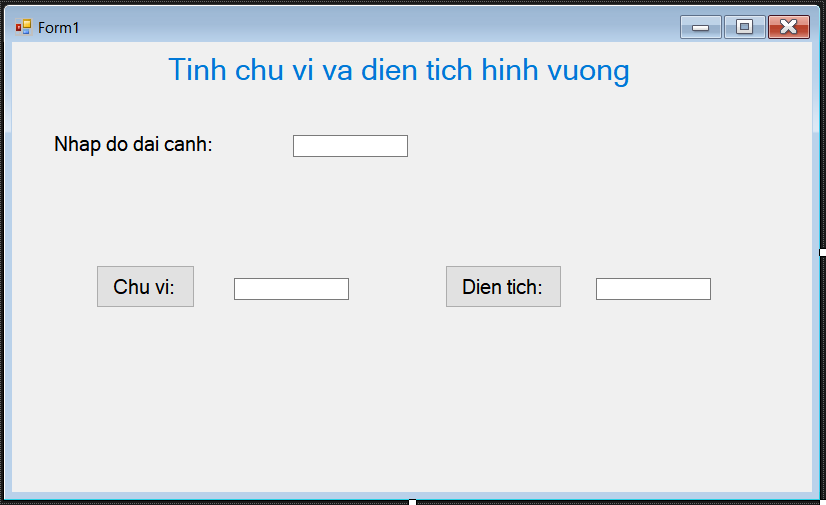 Form1
Tinh chu vi va dien tich hinh vuong
Nhap do dai canh:
Chu vi:
Dien tich: